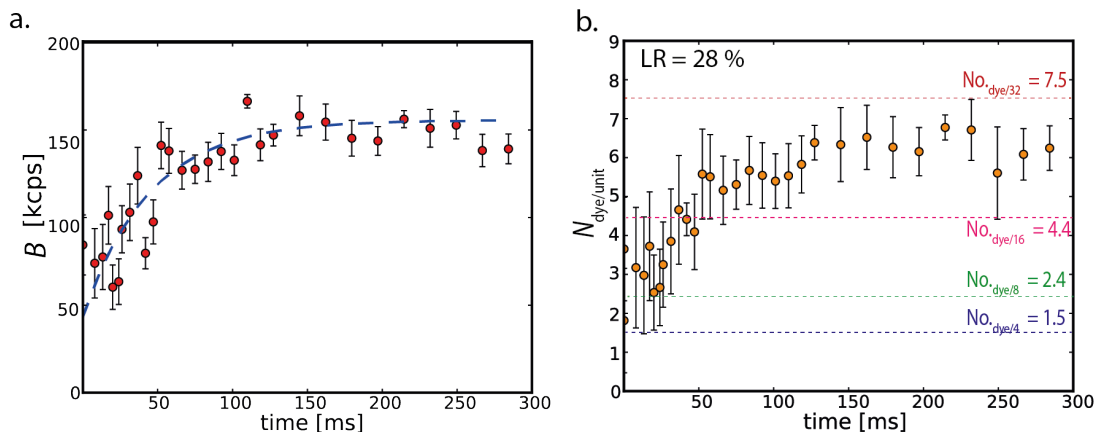 a.
200
150
100
50
0
B [kcps]
50
100
150
200
250
300
time [ms]
b.
9
8
7
6
5
4
3
2
1
0
N dye/unit
LR = 28 %
No.dye/32 = 7.5
No.dye/16 = 4.4
No.dye/8 = 2.4
No.dye/4 = 1.5
50
100
150
200
250
300
time [ms]